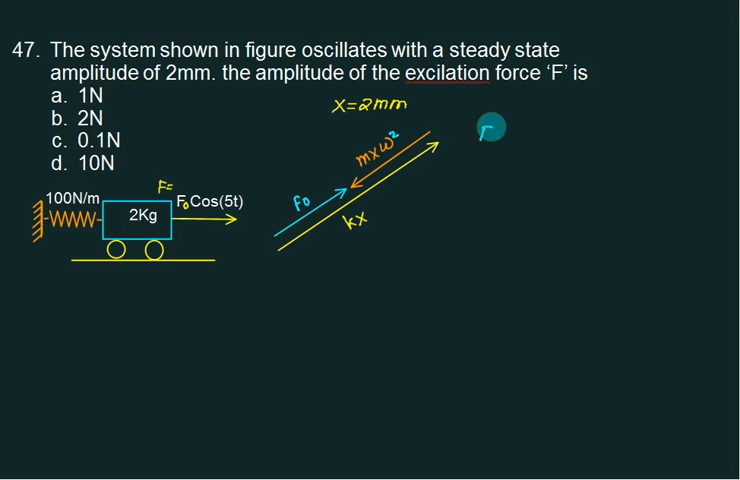 47. The system shown in figure oscillates with a steady state
amplitude of 2mm. the amplitude of the excilation force 'F' is
a. 1N
b. 2N
c. 0.1N
d. 10N
x=2mm
mxω²
F₀
kx
F=
100N/m
F₀Cos(5t)
2Kg